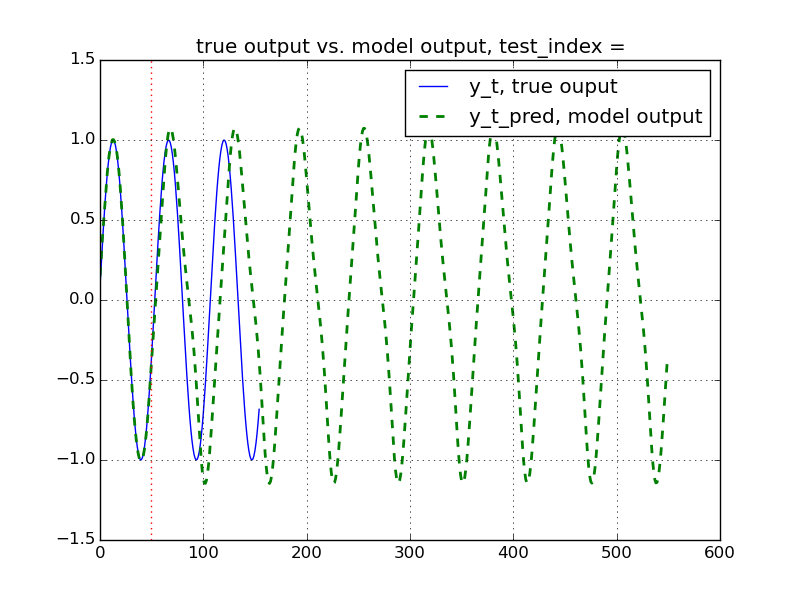 true output vs. model output, test_index =
y_t, true ouput
y_t_pred, model output
1.5
1.0
0.5
0.0
−0.5
−1.0
−1.5
0 100 200 300 400 500 600